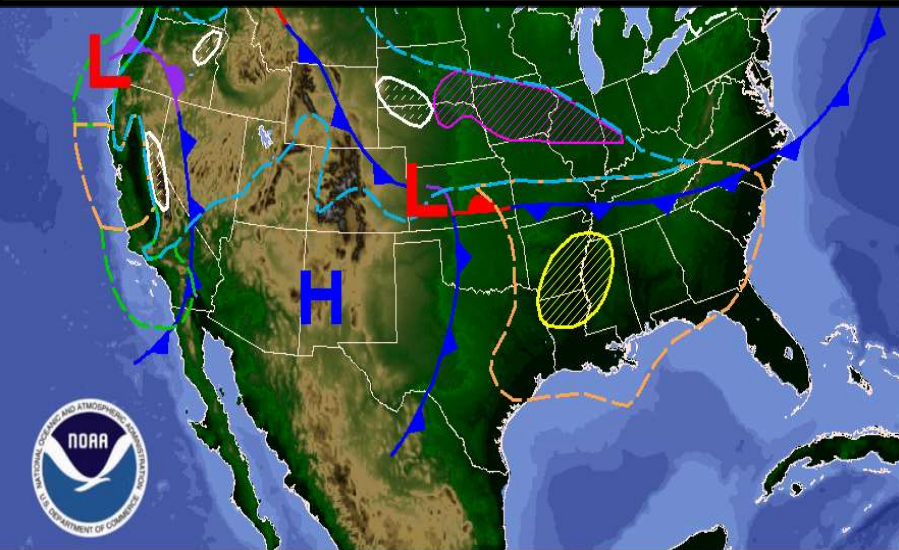 L
L
H
NATIONAL OCEANIC AND ATMOSPHERIC ADMINISTRATION
NOAA
U.S. DEPARTMENT OF COMMERCE